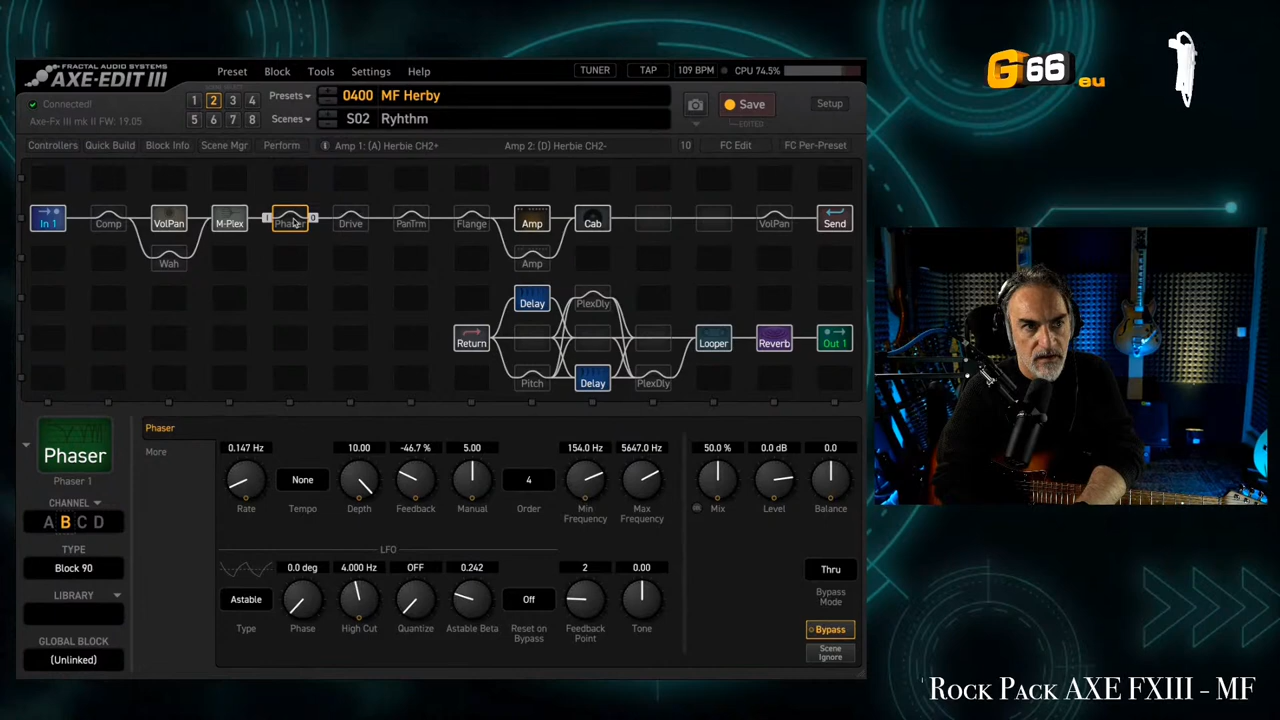 FRACTAL AUDIO SYSTEMS
AXE-EDIT III
Preset Block Tools Settings Help
TUNER TAP 109 BPM CPU 74.5%
G66.eu
Connected!
Axe-Fx III mk II FW: 19.05
1 2 3 4
5 6 7 8
Presets 0400 MF Herby
Scenes S02 Ryhthm
Save
EDITED
Setup
Controllers Quick Build Block Info Scene Mgr Perform
Amp 1: (A) Herbie CH2+ Amp 2: (D) Herbie CH2- 10 FC Edit FC Per-Preset
In 1 Comp VolPan M-Plex I Phaser O Drive PanTrm Flange Amp Cab VolPan Send
Wah Amp
Delay PlexDly
Return Looper Reverb Out 1
Pitch Delay PlexDly
Phaser
Phaser 1
CHANNEL
A B C D
TYPE
Block 90
LIBRARY
GLOBAL BLOCK
(Unlinked)
Phaser
More
0.147 Hz 10.00 -46.7 % 5.00 154.0 Hz 5647.0 Hz 50.0 % 0.0 dB 0.0
None 4
Rate Tempo Depth Feedback Manual Order Min Frequency Max Frequency Mix Level Balance
LFO
0.0 deg 4.000 Hz OFF 0.242 2 0.00
Astable Off
Type Phase High Cut Quantize Astable Beta Reset on Bypass Feedback Point Tone
Thru
Bypass Mode
Bypass
Scene Ignore
Rock Pack AXE FXIII - MF